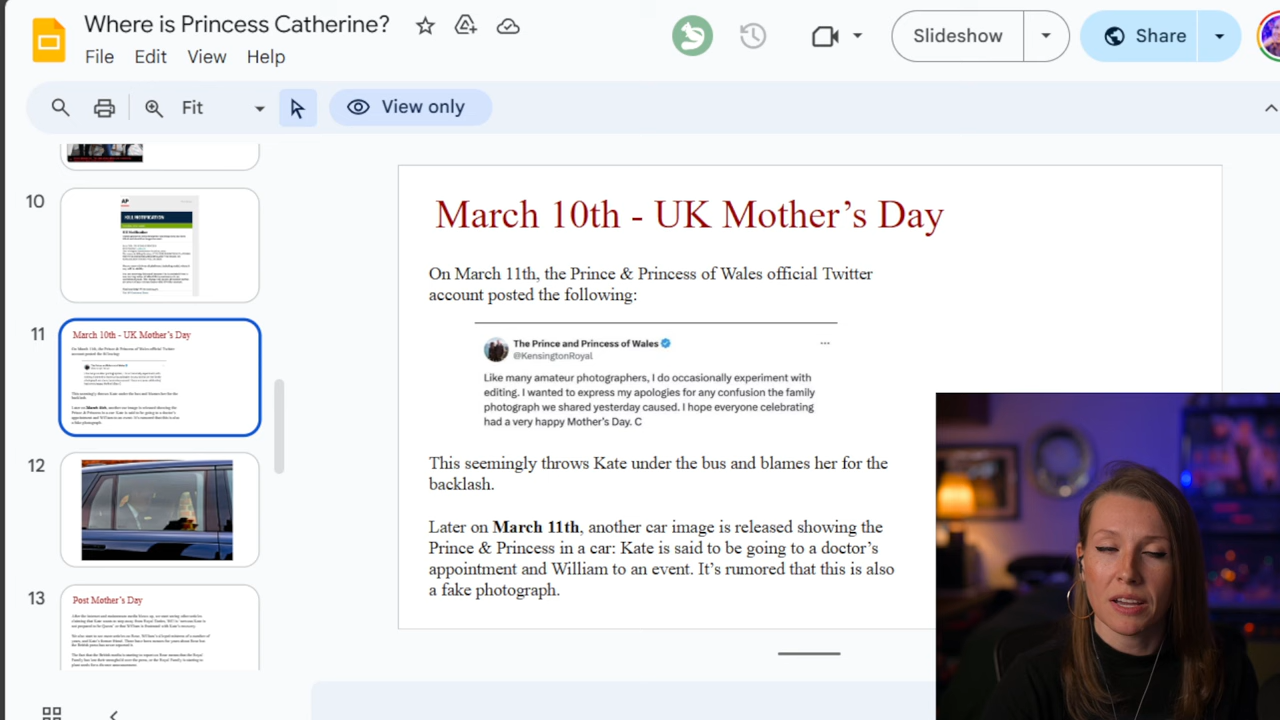 Where is Princess Catherine?
File Edit View Help
Slideshow
Share
Fit
View only
10
AP
11
March 10th - UK Mother's Day
12
13
Post Mother's Day
March 10th - UK Mother's Day
On March 11th, the Prince & Princess of Wales official Twitter
account posted the following:
The Prince and Princess of Wales
@KensingtonRoyal
Like many amateur photographers, I do occasionally experiment with
editing. I wanted to express my apologies for any confusion the family
photograph we shared yesterday caused. I hope everyone celebrating
had a very happy Mother's Day. C
This seemingly throws Kate under the bus and blames her for the
backlash.
Later on March 11th, another car image is released showing the
Prince & Princess in a car: Kate is said to be going to a doctor's
appointment and William to an event. It's rumored that this is also
a fake photograph.